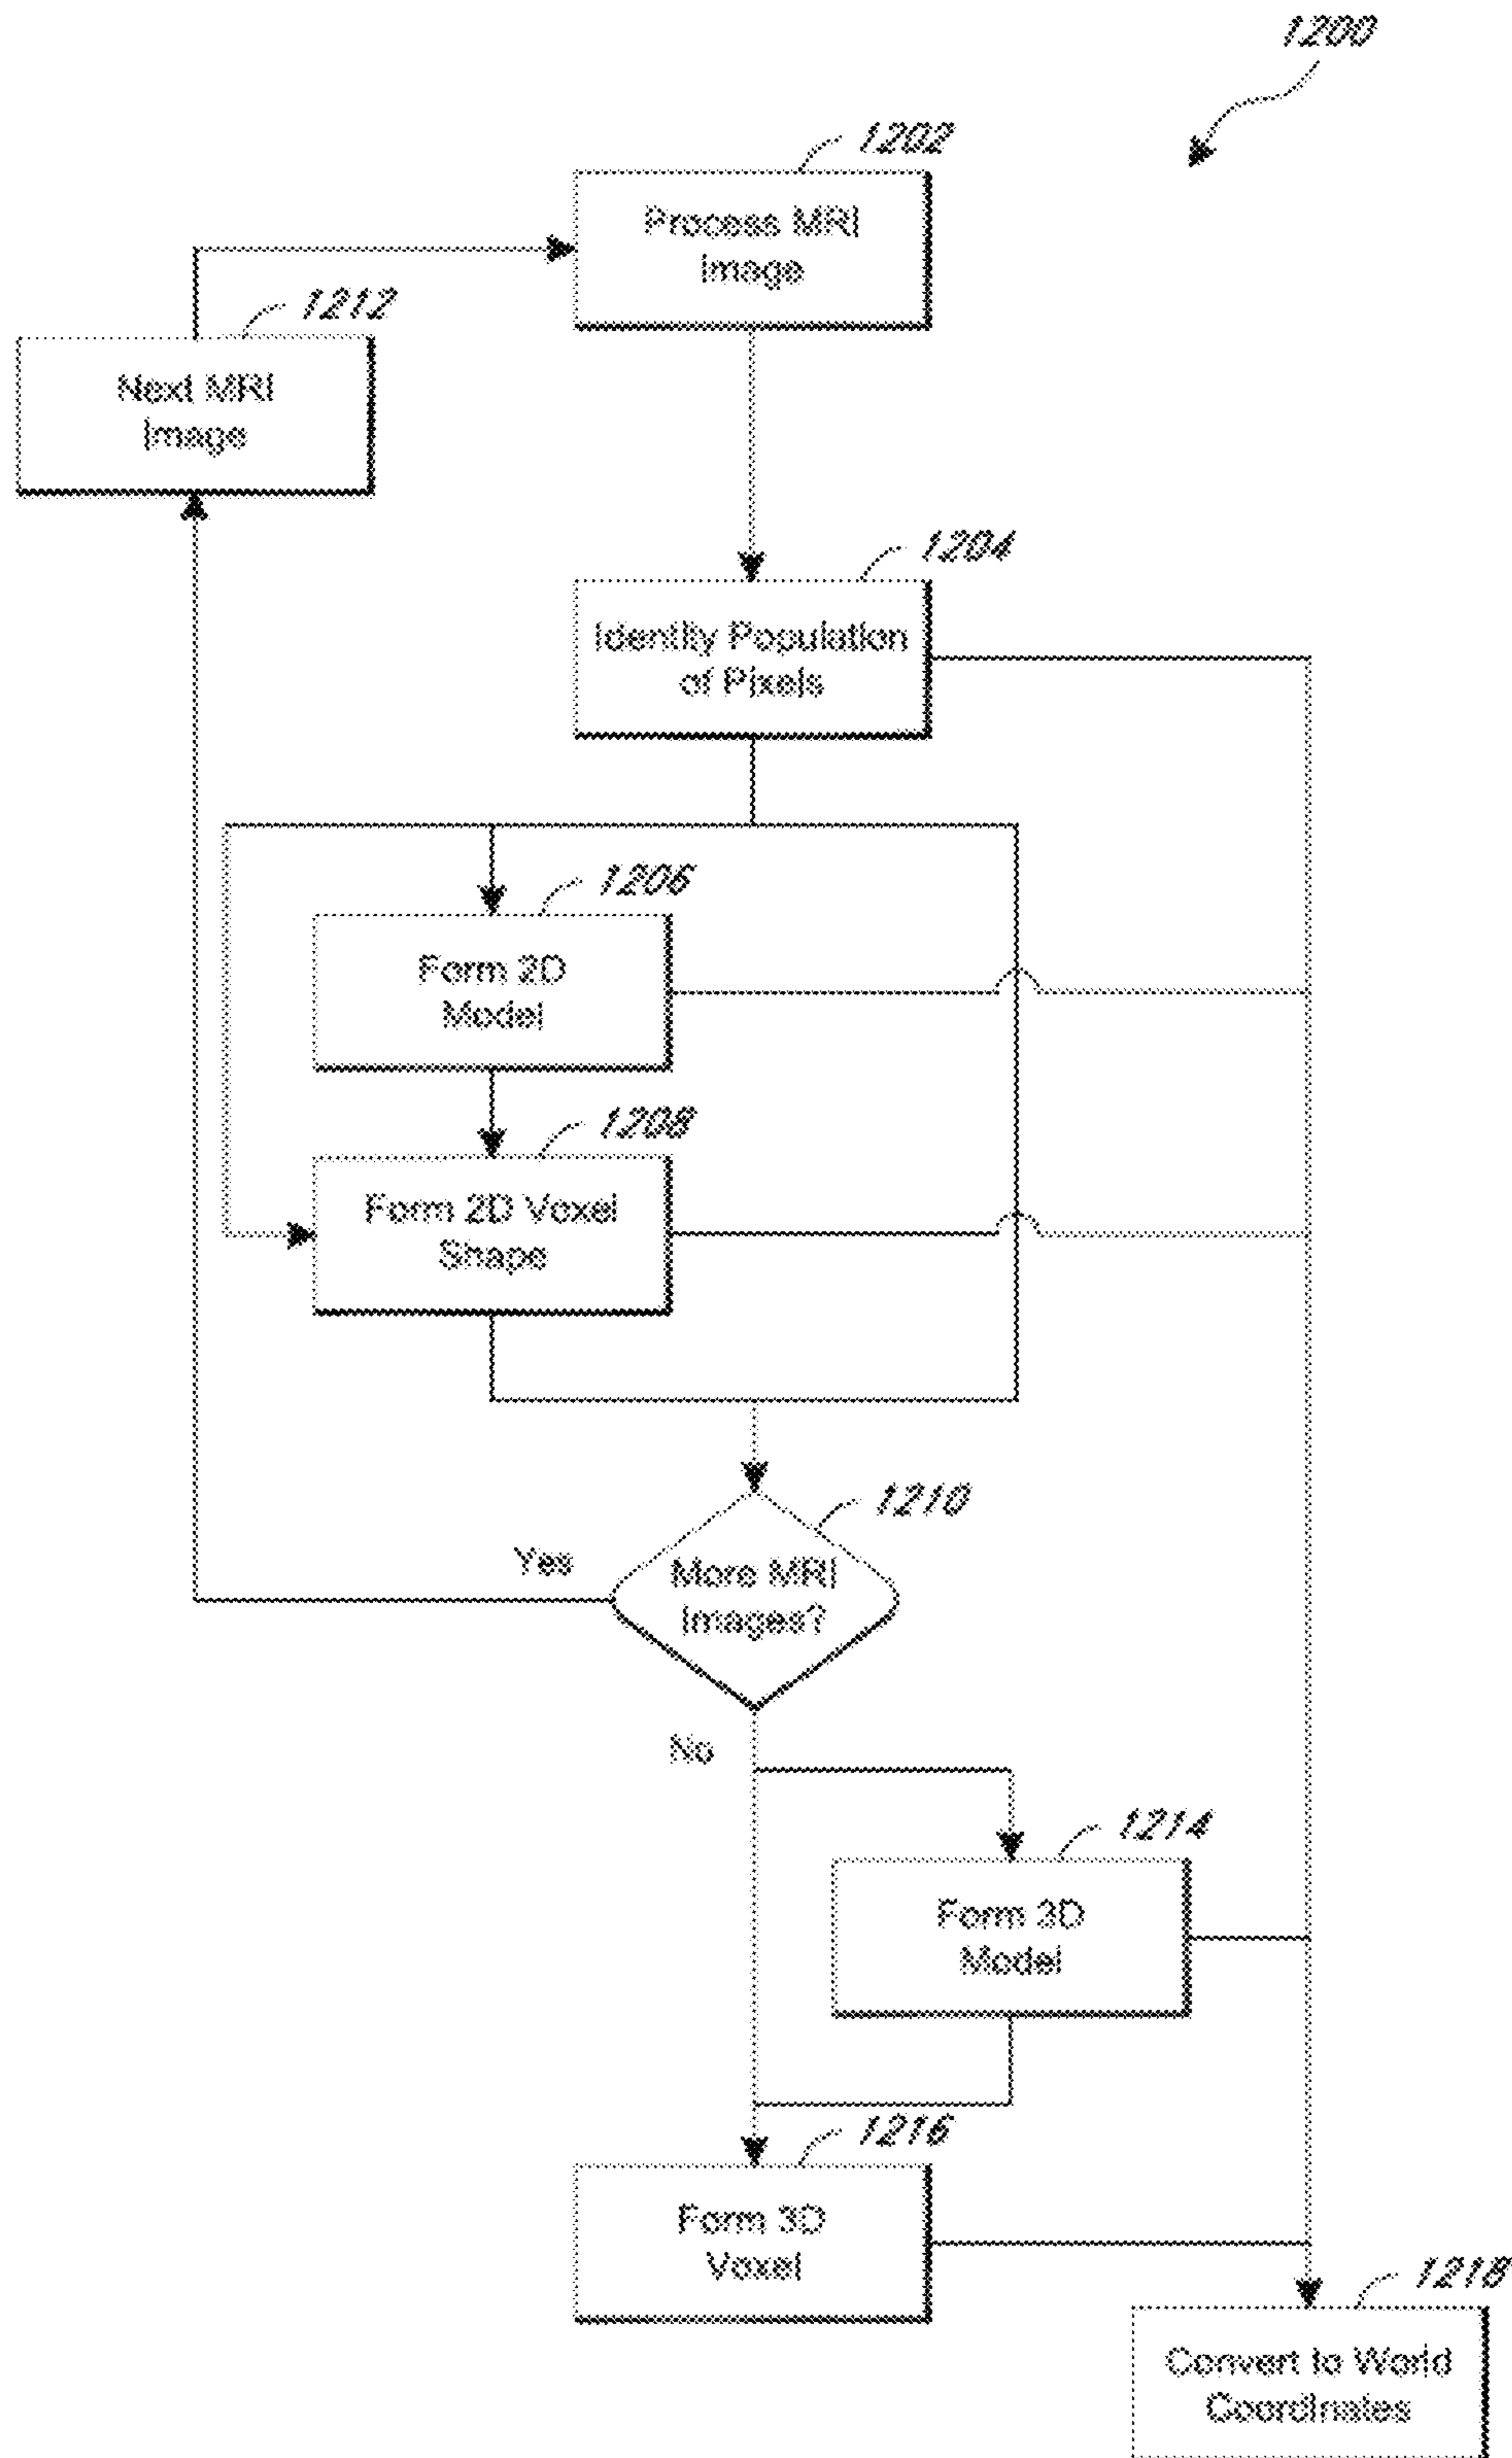 1200
1202
Process MRI
Image
1212
Next MRI
Image
1204
Identity Population
of Pixels
1206
Form 2D
Model
1208
Form 2D Voxel
Shape
1210
Yes
More MRI
Images?
No
1214
Form 3D
Model
1216
Form 3D
Voxel
1218
Convert to World
Coordinates